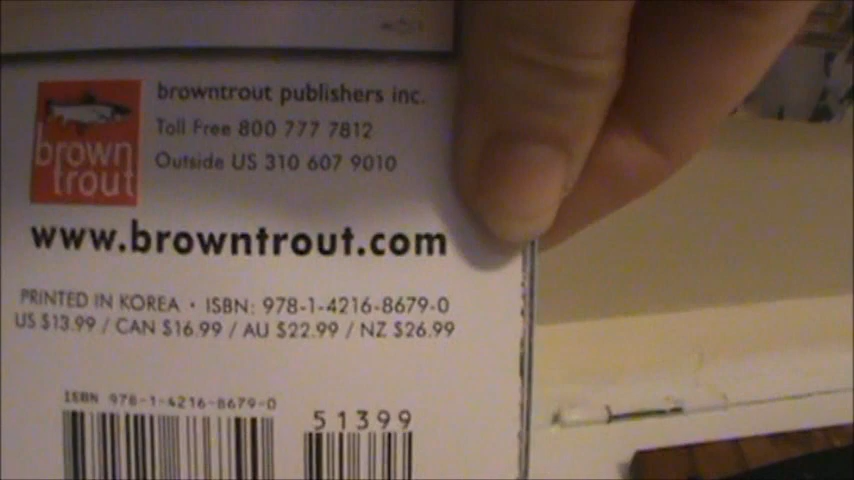 brown
trout
browntrout publishers inc.
Toll Free 800 777 7812
Outside US 310 607 9010
www.browntrout.com
PRINTED IN KOREA • ISBN: 978-1-4216-8679-0
US $13.99 / CAN $16.99 / AU $22.99 / NZ $26.99
ISBN 978-1-4216-8679-0
51399